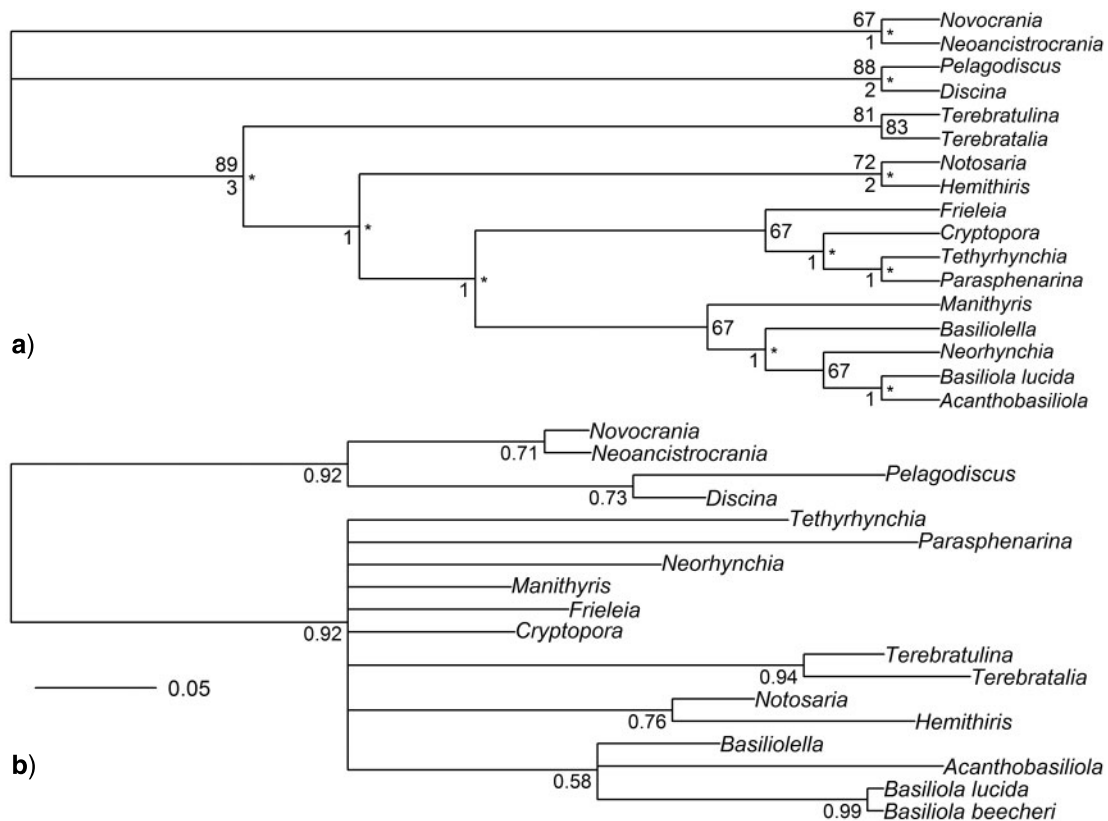 67
Novocrania
1
*
Neoancistrocrania
88
Pelagodiscus
2
*
Discina
81
Terebratulina
83
Terebratalia
89
3
*
72
Notosaria
2
*
Hemithiris
1
*
Frieleia
67
Cryptopora
1
*
Tethyrhynchia
1
*
Parasphenarina
1
*
Manithyris
67
Basiliolella
1
*
Neorhynchia
67
Basiliola lucida
1
*
Acanthobasiliola
a)
Novocrania
0.71
Neoancistrocrania
0.92
Pelagodiscus
0.73
Discina
Tethyrhynchia
Parasphenarina
Neorhynchia
Manithyris
Frieleia
0.92
Cryptopora
Terebratulina
0.94
Terebratalia
0.05
Notosaria
0.76
Hemithiris
Basiliolella
b)
0.58
Acanthobasiliola
Basiliola lucida
0.99
Basiliola beecheri